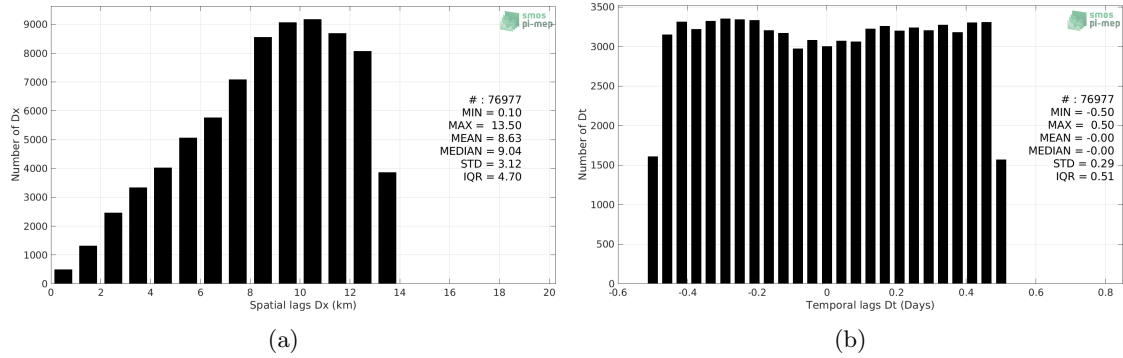 9000
8000
7000
6000
5000
4000
3000
2000
1000
0
Number of Dx
smos
pi-mep
# : 76977
MIN = 0.10
MAX = 13.50
MEAN = 8.63
MEDIAN = 9.04
STD = 3.12
IQR = 4.70
0 2 4 6 8 10 12 14 16 18 20
Spatial lags Dx (km)
(a)
3500
3000
2500
2000
1500
1000
500
0
Number of Dt
smos
pi-mep
# : 76977
MIN = -0.50
MAX = 0.50
MEAN = -0.00
MEDIAN = -0.00
STD = 0.29
IQR = 0.51
-0.6 -0.4 -0.2 0 0.2 0.4 0.6 0.8
Temporal lags Dt (Days)
(b)